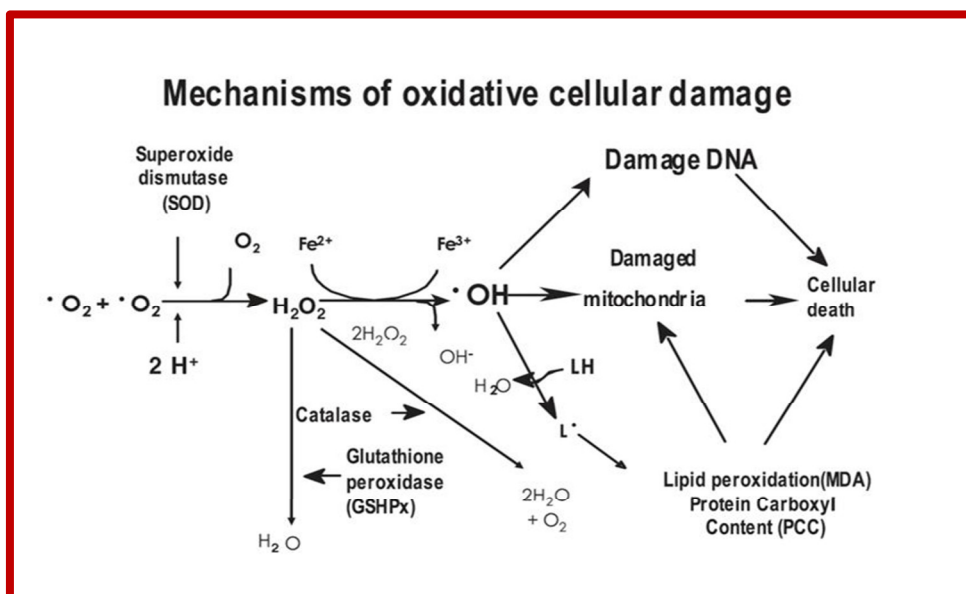 Mechanisms of oxidative cellular damage
Superoxide
dismutase
(SOD)
Damage DNA
O₂
Fe²⁺
Fe³⁺
Damaged
mitochondria
Cellular
death
•O₂ + •O₂
H₂O₂
•OH
2 H⁺
2H₂O₂
OH⁻
H₂O
LH
Catalase
L•
Glutathione
peroxidase
(GSHPx)
2H₂O
+ O₂
Lipid peroxidation(MDA)
Protein Carboxyl
Content (PCC)
H₂O